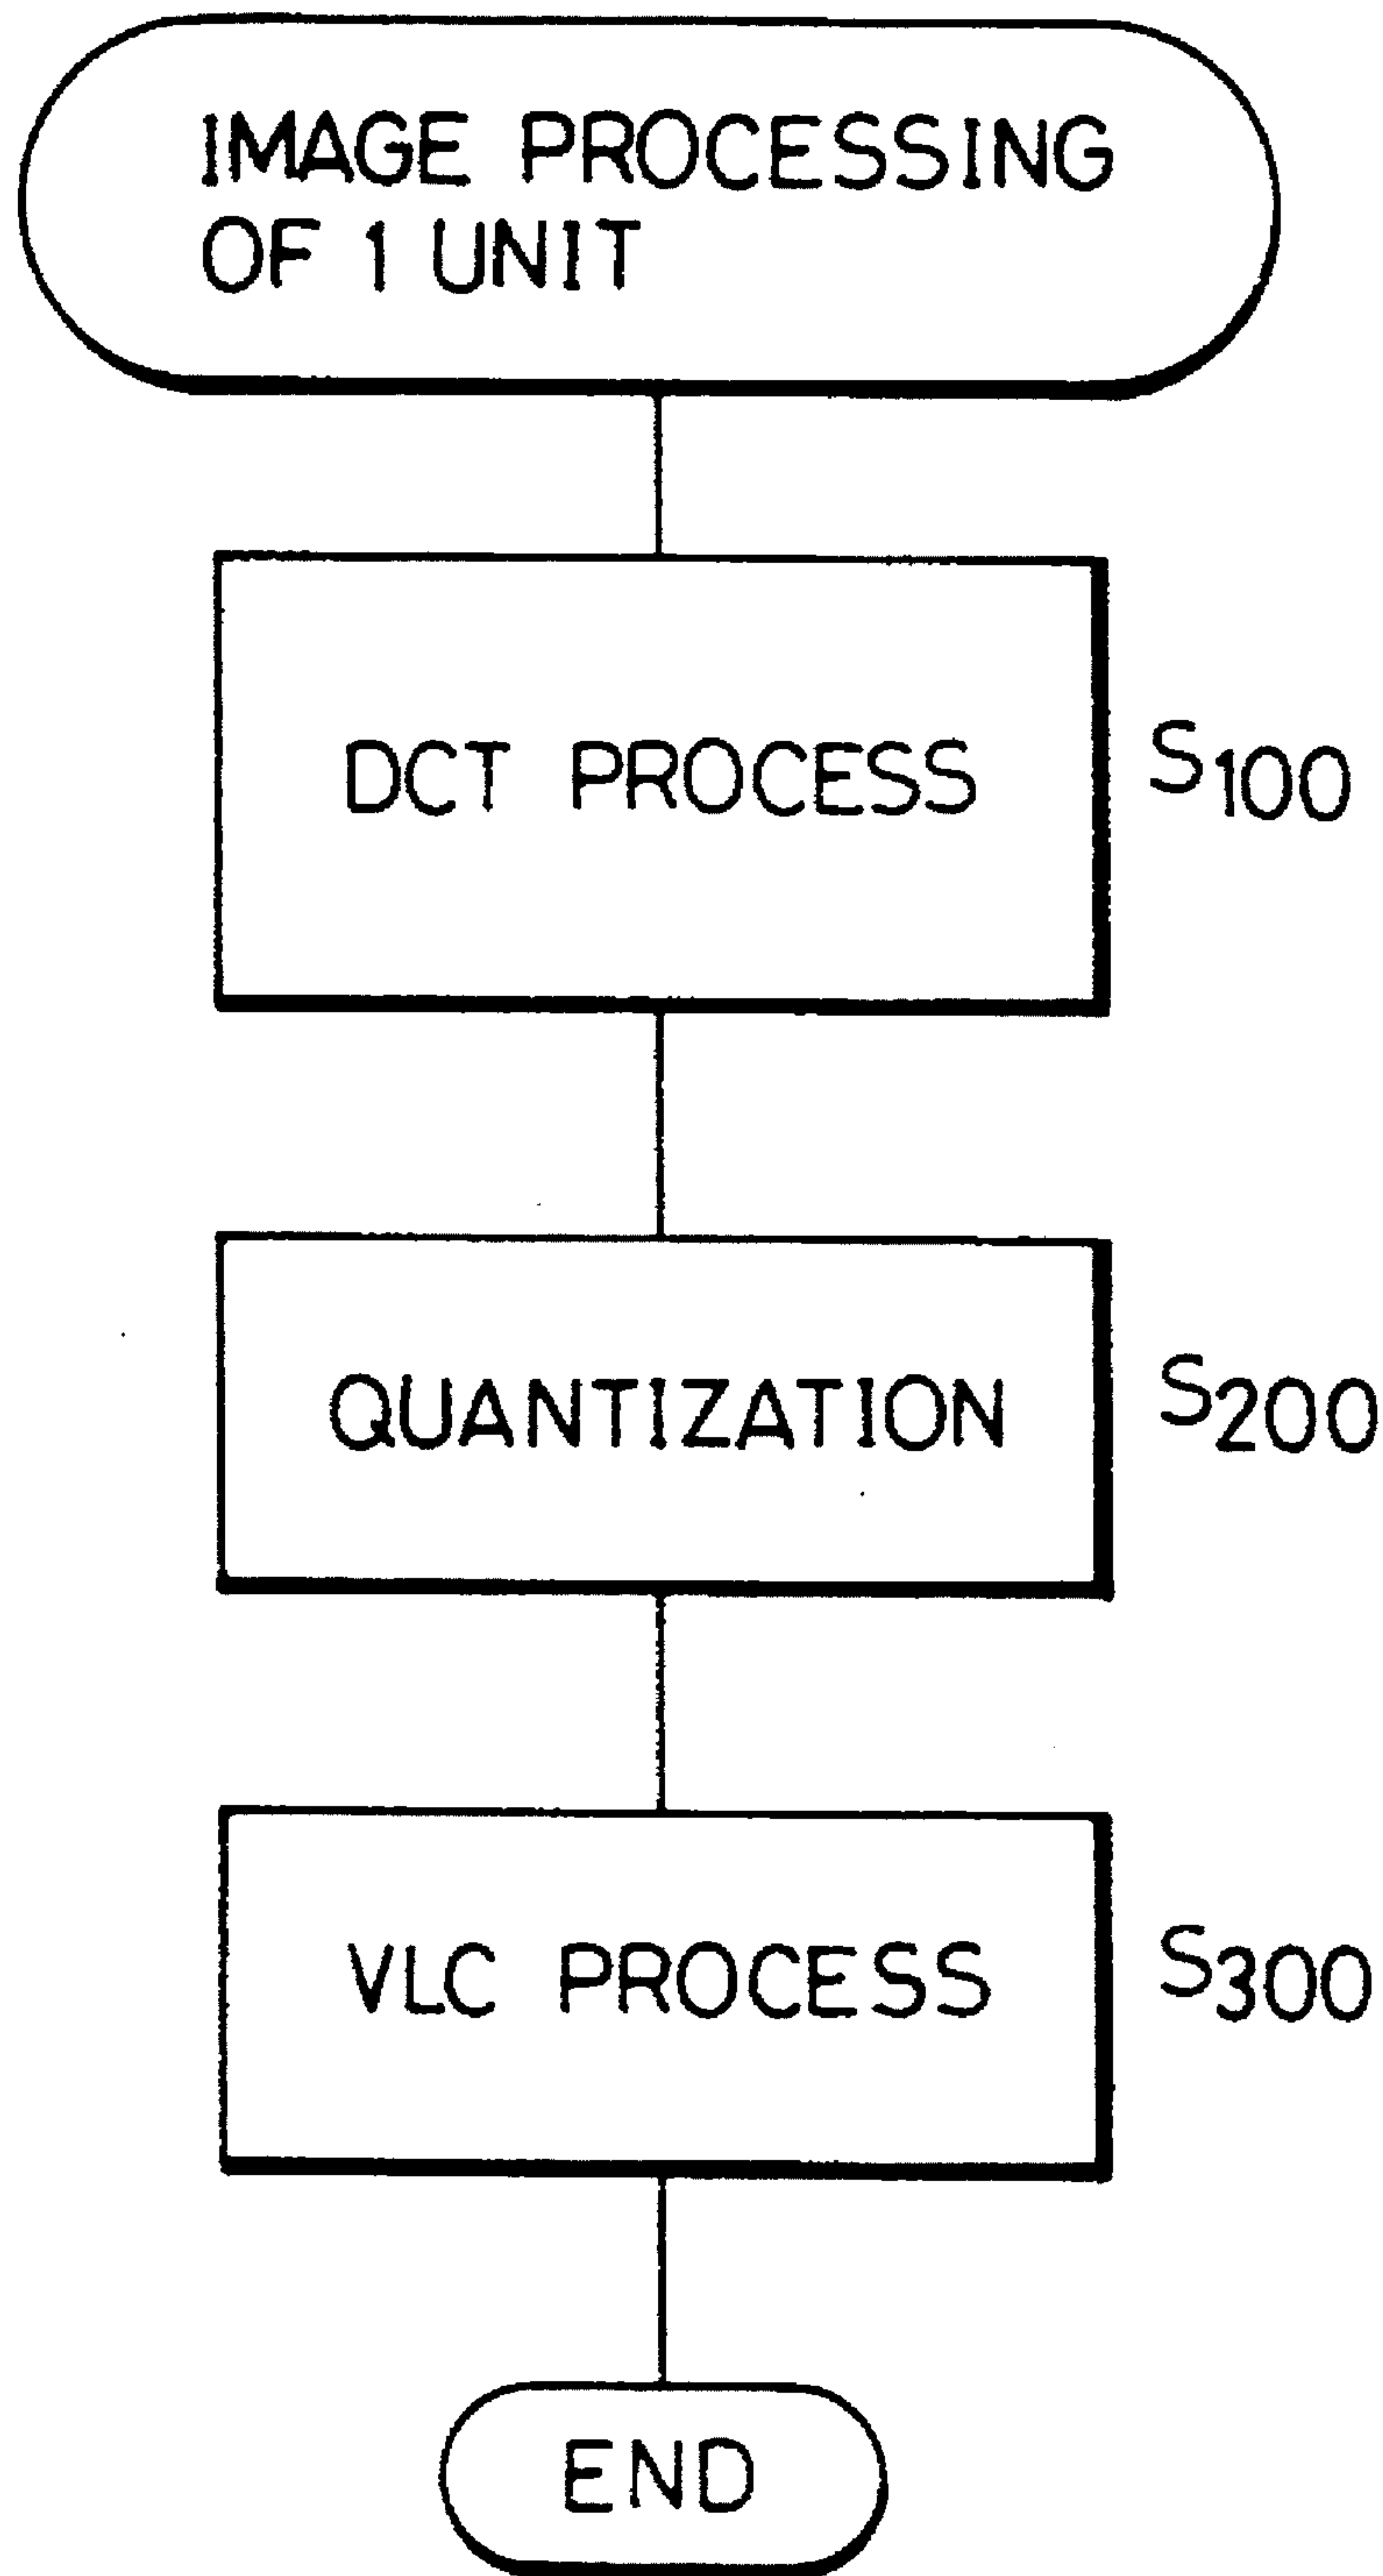 IMAGE PROCESSING
OF 1 UNIT
DCT PROCESS
S100
QUANTIZATION
S200
VLC PROCESS
S300
END